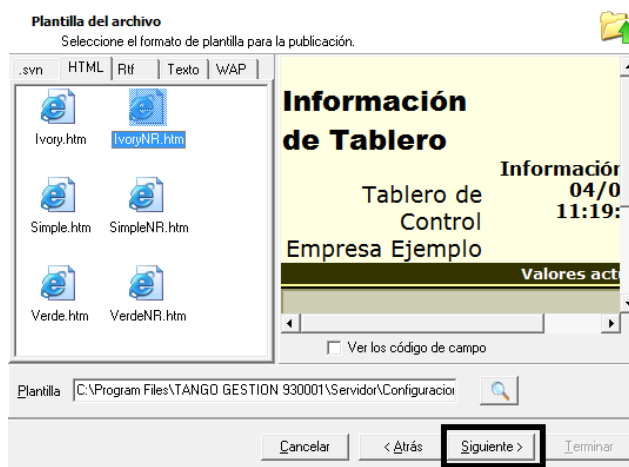 Plantilla del archivo
Seleccione el formato de plantilla para la publicación.
.svn HTML Rtf Texto WAP
Ivory.htm IvoryNR.htm
Simple.htm SimpleNR.htm
Verde.htm VerdeNR.htm
Información
de Tablero
Información
04/0
11:19:
Tablero de
Control
Empresa Ejemplo
Valores act
Ver los código de campo
Plantilla C:\Program Files\TANGO GESTION 930001\Servidor\Configuracion
Cancelar < Atrás Siguiente > Terminar